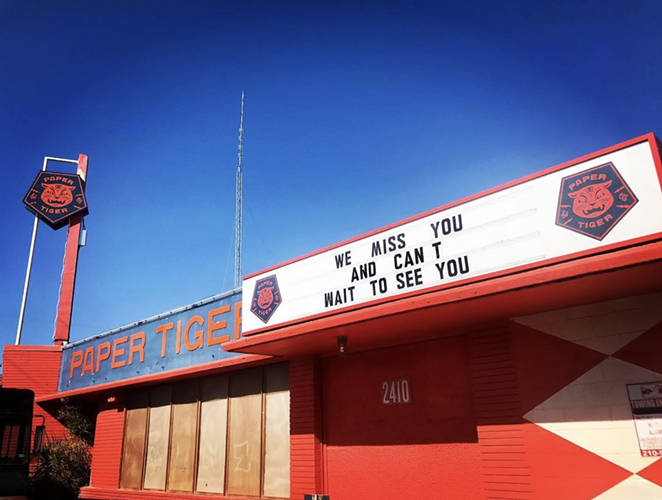 PAPER
TIGER
PAPER TIGER
WE MISS YOU
AND CAN T
WAIT TO SEE YOU
PAPER
TIGER
PAPER
TIGER
2410